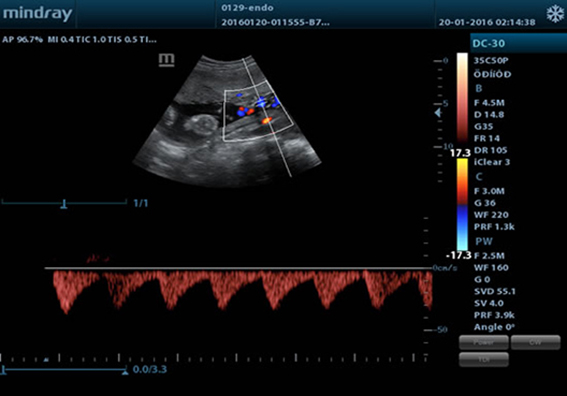 mindray
0129-endo
20160120-011555-B7...
20-01-2016 02:14:38
AP 96.7% MI 0.4 TIC 1.0 TIS 0.5 TI...
m
DC-30
35C50P
ÖÐÍíÖÐ
B
F 4.5M
D 14.8
G35
FR 14
DR 105
iClear 3
C
F 3.0M
G 36
WF 220
PRF 1.3k
PW
F 2.5M
WF 160
G 0
SVD 55.1
SV 4.0
PRF 3.9k
Angle 0°
0
5
10
17.3
-17.3
1/1
0cm/s
-50
Power
CW
TDI
0.0/3.3